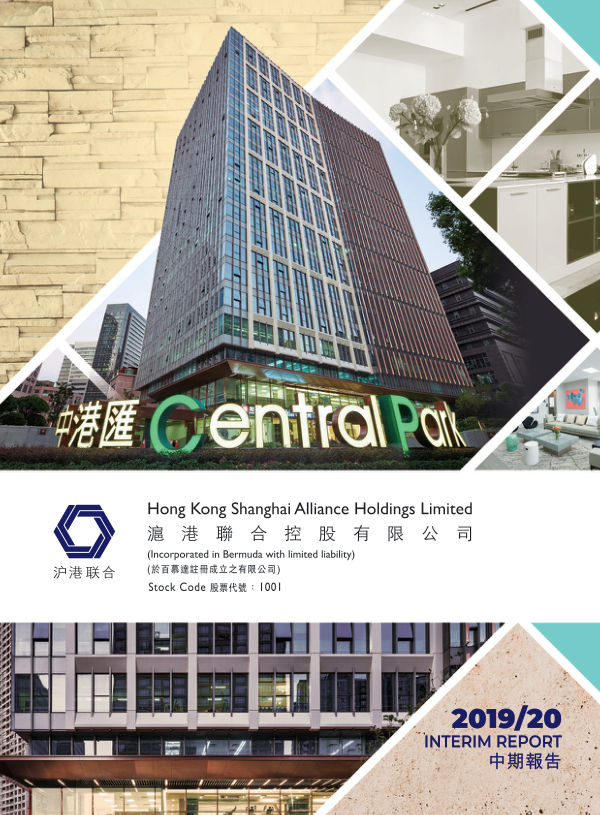 中港匯 Central Park
沪港联合
Hong Kong Shanghai Alliance Holdings Limited
滬港聯合控股有限公司
(Incorporated in Bermuda with limited liability)
(於百慕達註冊成立之有限公司)
Stock Code 股票代號：1001
2019/20
INTERIM REPORT
中期報告